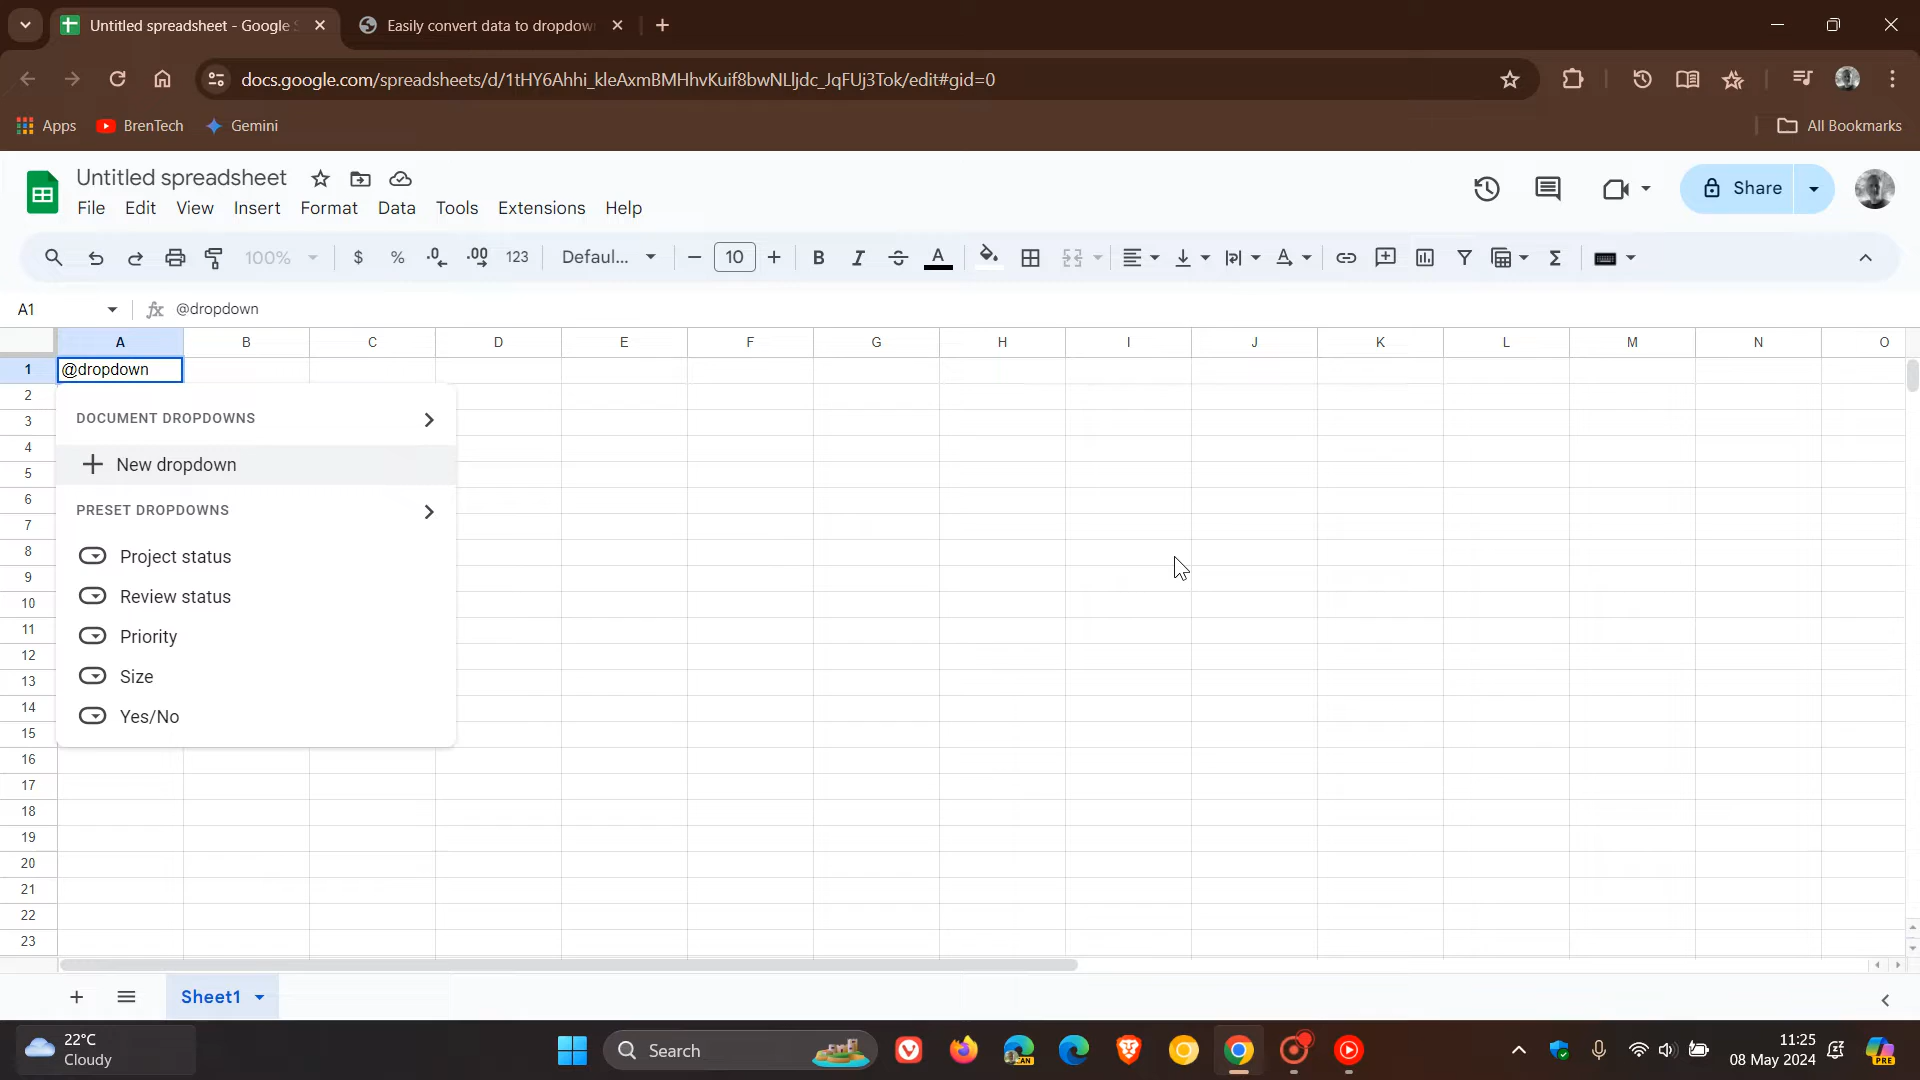 Untitled spreadsheet - Google S
Easily convert data to dropdow
docs.google.com/spreadsheets/d/1tHY6Ahhi_kleAxmBMHhvKuif8bwNLljdc_JqFUj3Tok/edit#gid=0
Apps
BrenTech
Gemini
All Bookmarks
Untitled spreadsheet
File Edit View Insert Format Data Tools Extensions Help
Share
100% $ % .0 .00 123 Defaul... 10 B I A
A1 fx @dropdown
A B C D E F G H I J K L M N O
1 @dropdown
2
DOCUMENT DROPDOWNS
3
4
New dropdown
5
6
PRESET DROPDOWNS
7
8 Project status
9
Review status
10
11 Priority
12
Size
13
14 Yes/No
15
16
17
18
19
20
21
22
23
Sheet1
22°C
Cloudy
Search
11:25
08 May 2024